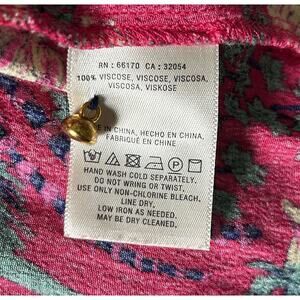 RN : 66170 CA : 32054
100% VISCOSE, VISCOSE, VISCOSA,
VISCOSA, VISKOSE
IN CHINA, HECHO EN CHINA,
FABRIQUÉ EN CHINE
HAND WASH COLD SEPARATELY.
DO NOT WRING OR TWIST.
USE ONLY NON-CHLORINE BLEACH.
LINE DRY.
LOW IRON AS NEEDED.
MAY BE DRY CLEANED.